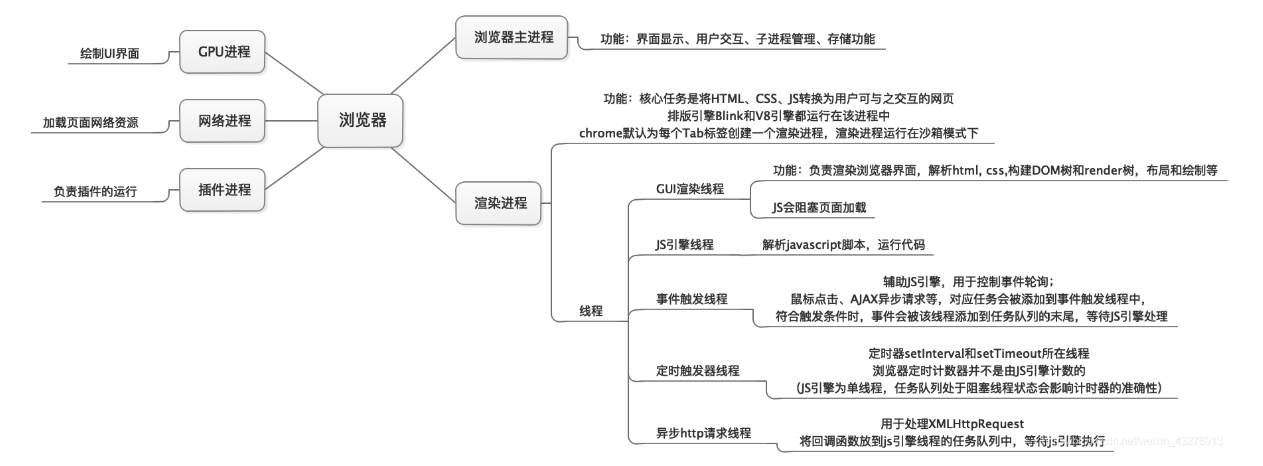 浏览器
GPU进程
绘制UI界面
网络进程
加载页面网络资源
插件进程
负责插件的运行
浏览器主进程
功能：界面显示、用户交互、子进程管理、存储功能
渲染进程
功能：核心任务是将HTML、CSS、JS转换为用户可与之交互的网页
排版引擎Blink和V8引擎都运行在该进程中
chrome默认为每个Tab标签创建一个渲染进程，渲染进程运行在沙箱模式下
线程
GUI渲染线程
功能：负责渲染浏览器界面，解析html, css,构建DOM树和render树，布局和绘制等
JS会阻塞页面加载
JS引擎线程
解析javascript脚本，运行代码
事件触发线程
辅助JS引擎，用于控制事件轮询；
鼠标点击、AJAX异步请求等，对应任务会被添加到事件触发线程中，
符合触发条件时，事件会被该线程添加到任务队列的末尾，等待JS引擎处理
定时触发器线程
定时器setInterval和setTimeout所在线程
浏览器定时计数器并不是由JS引擎计数的
（JS引擎为单线程，任务队列处于阻塞线程状态会影响计时器的准确性）
异步http请求线程
用于处理XMLHttpRequest
将回调函数放到js引擎线程的任务队列中，等待js引擎执行